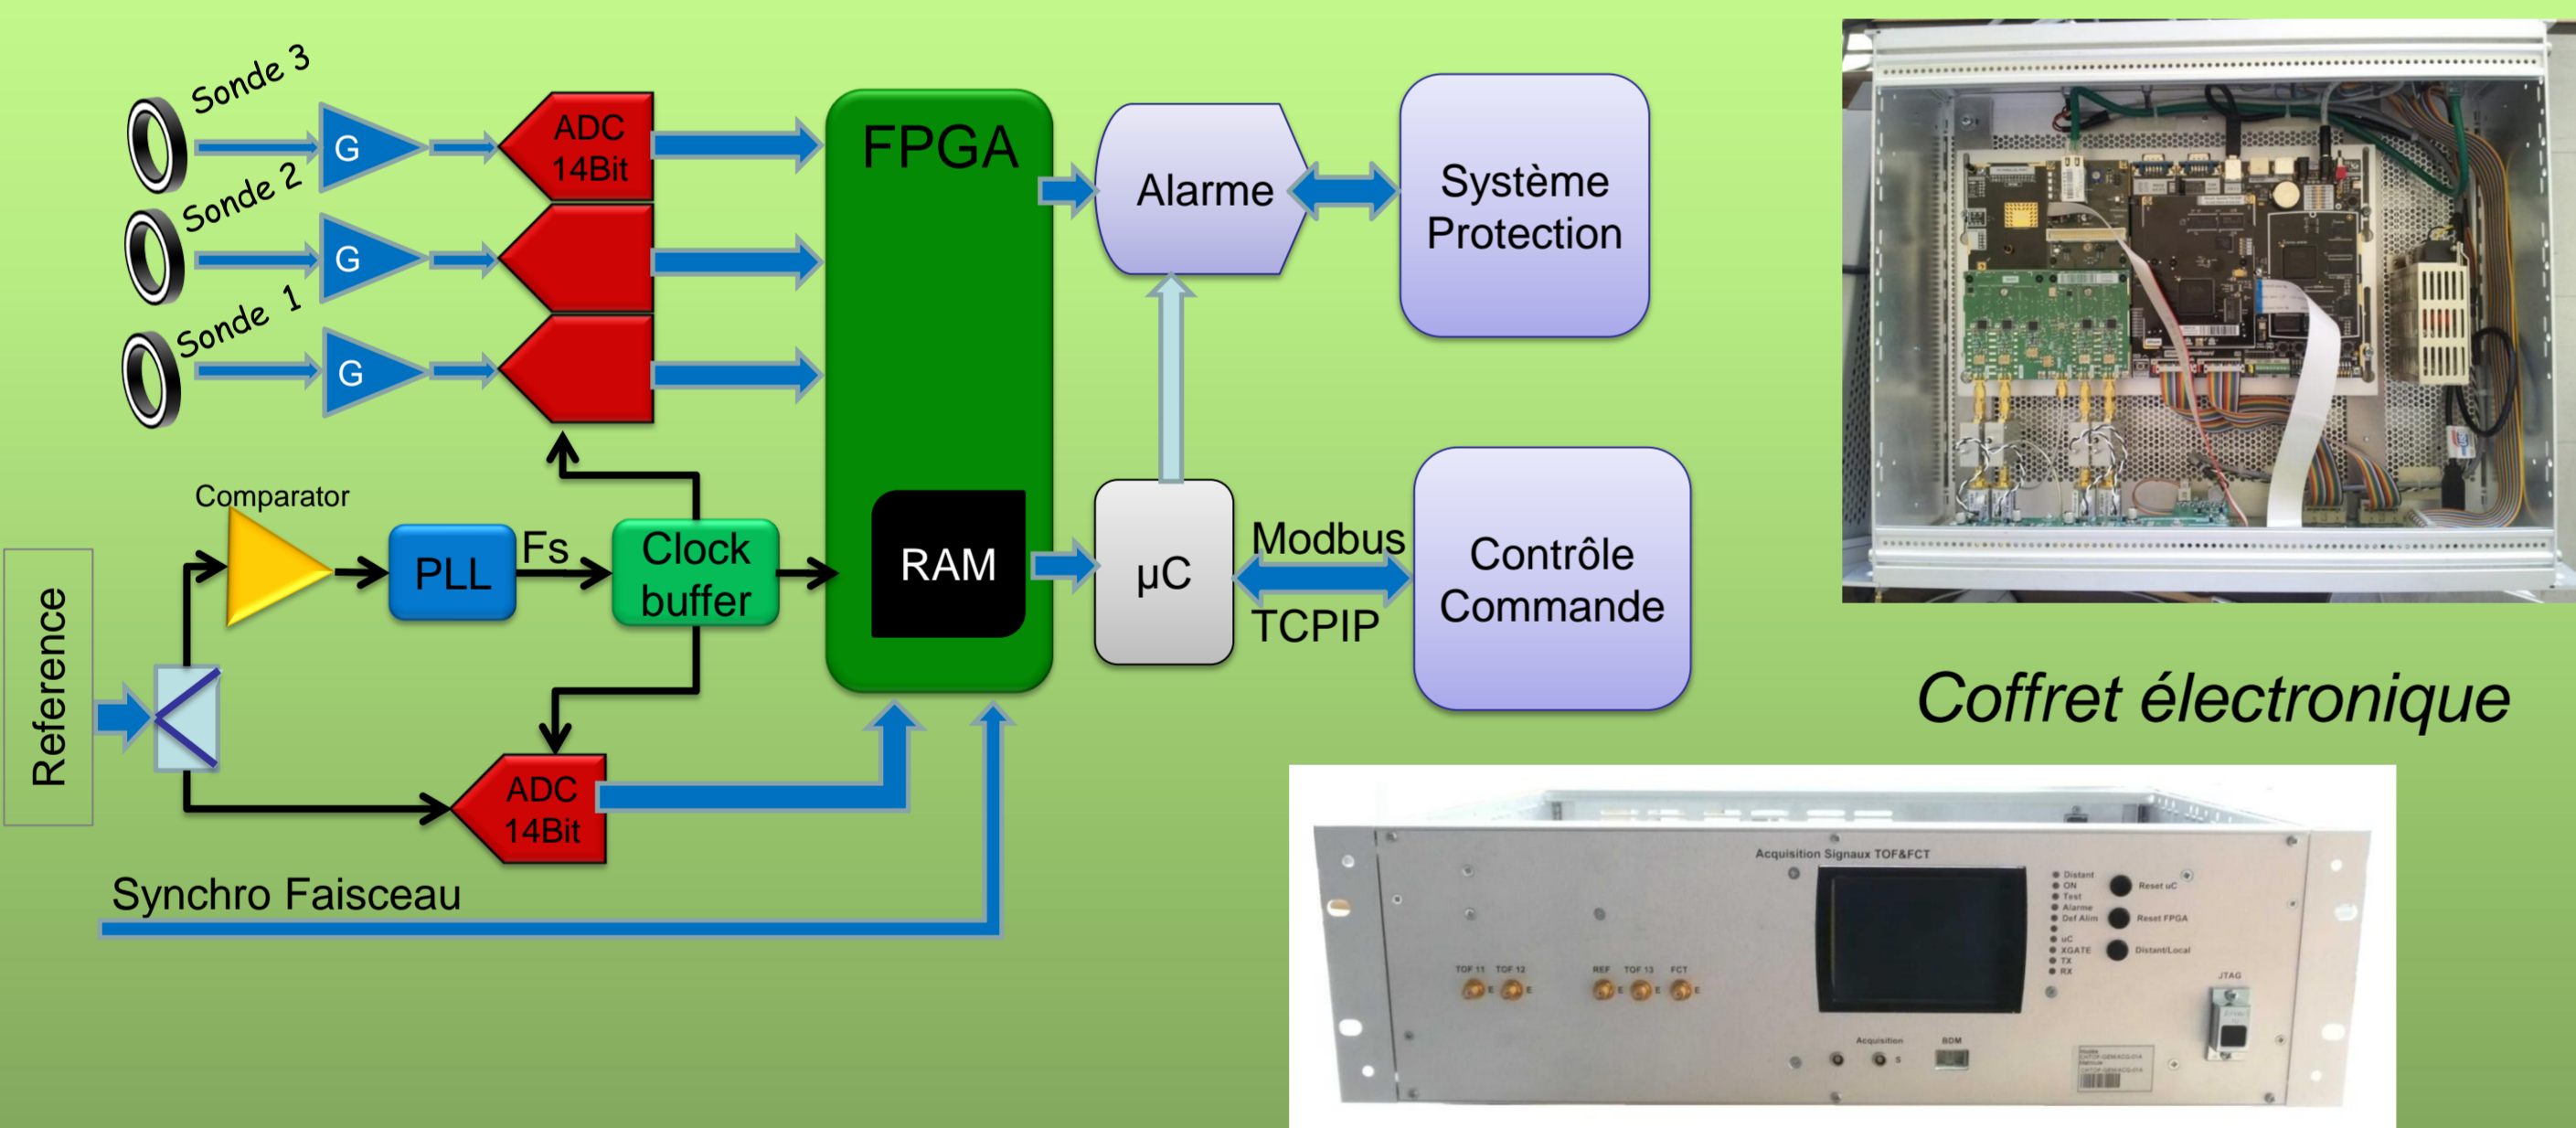 Sonde 3
Sonde 2
Sonde 1
G
G
G
ADC
14Bit
FPGA
Alarme
Système
Protection
Comparator
PLL
Fs
Clock
buffer
RAM
µC
Modbus
TCPIP
Contrôle
Commande
Reference
ADC
14Bit
Synchro Faisceau
Coffret électronique
Acquisition Signaux TOF&FCT
Distant
ON
Test
Alarme
Def Alim
uC
XGATE
TX
RX
Reset uC
Reset FPGA
Distant/Local
TOF 11
TOF 12
REF
TOF 13
FCT
E
E
E
E
E
JTAG
Acquisition
S
BDM